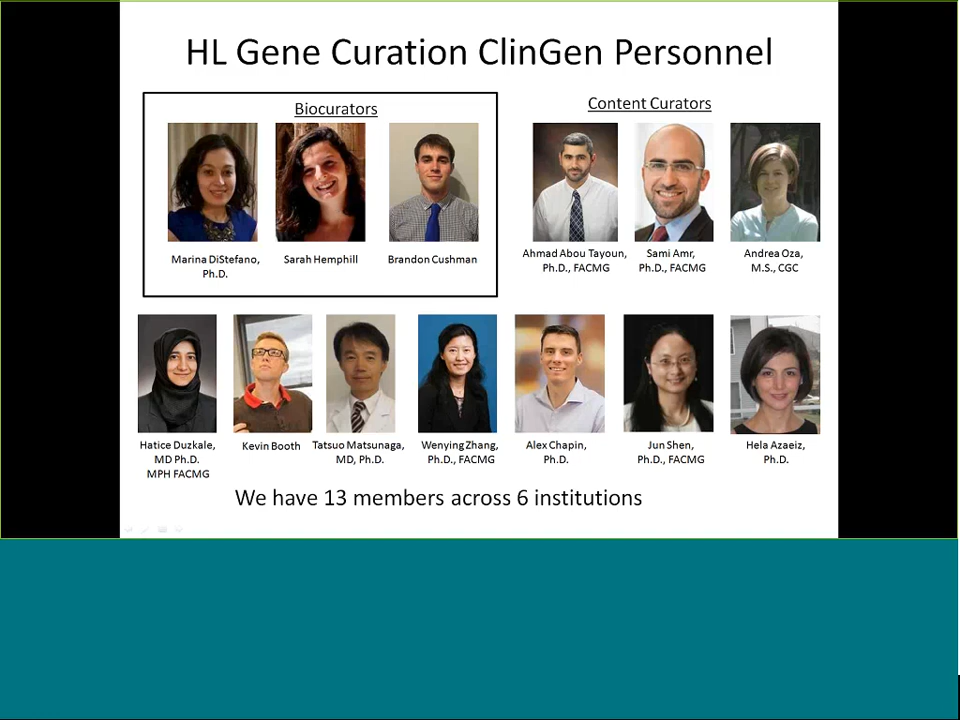 HL Gene Curation ClinGen Personnel
Biocurators
Content Curators
Marina DiStefano,
Ph.D.
Sarah Hemphill
Brandon Cushman
Ahmad Abou Tayoun,
Ph.D., FACMG
Sami Amr,
Ph.D., FACMG
Andrea Oza,
M.S., CGC
Hatice Duzkale,
MD Ph.D.
MPH FACMG
Kevin Booth
Tatsuo Matsunaga,
MD, Ph.D.
Wenying Zhang,
Ph.D., FACMG
Alex Chapin,
Ph.D.
Jun Shen,
Ph.D., FACMG
Hela Azaeiz,
Ph.D.
We have 13 members across 6 institutions